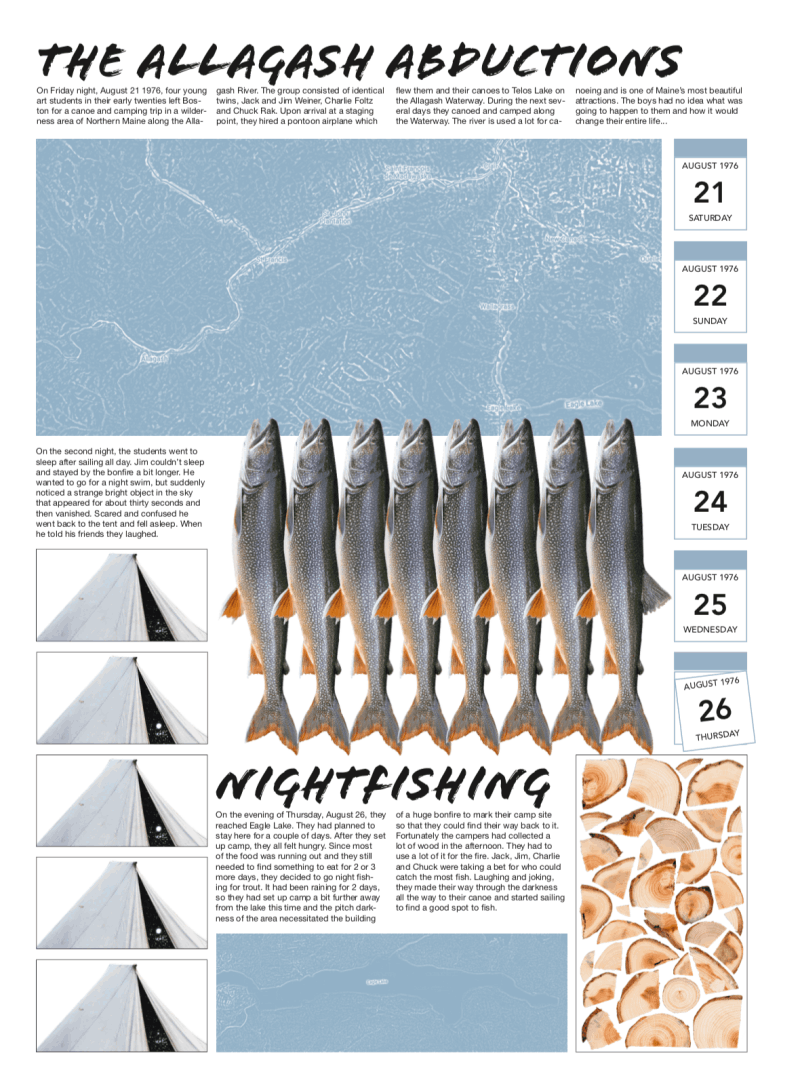 THE ALLAGASH ABDUCTIONS
On Friday night, August 21 1976, four young
art students in their early twenties left Bos-
ton for a canoe and camping trip in a wilder-
ness area of Northern Maine along the Alla-
gash River. The group consisted of identical
twins, Jack and Jim Weiner, Charlie Foltz
and Chuck Rak. Upon arrival at a staging
point, they hired a pontoon airplane which
flew them and their canoes to Telos Lake on
the Allagash Waterway. During the next sev-
eral days they canoed and camped along
the Waterway. The river is used a lot for ca-
noeing and is one of Maine's most beautiful
attractions. The boys had no idea what was
going to happen to them and how it would
change their entire life...
AUGUST 1976
21
SATURDAY
AUGUST 1976
22
SUNDAY
AUGUST 1976
23
MONDAY
AUGUST 1976
24
TUESDAY
AUGUST 1976
25
WEDNESDAY
AUGUST 1976
26
THURSDAY
Allagash
Wallagrass
Eagle Lake
Eagle Lake
On the second night, the students went to
sleep after sailing all day. Jim couldn't sleep
and stayed by the bonfire a bit longer. He
wanted to go for a night swim, but suddenly
noticed a strange bright object in the sky
that appeared for about thirty seconds and
then vanished. Scared and confused he
went back to the tent and fell asleep. When
he told his friends they laughed.
NIGHTFISHING
On the evening of Thursday, August 26, they
reached Eagle Lake. They had planned to
stay here for a couple of days. After they set
up camp, they all felt hungry. Since most
of the food was running out and they still
needed to find something to eat for 2 or 3
more days, they decided to go night fish-
ing for trout. It had been raining for 2 days,
so they had set up camp a bit further away
from the lake this time and the pitch dark-
ness of the area necessitated the building
of a huge bonfire to mark their camp site
so that they could find their way back to it.
Fortunately the campers had collected a
lot of wood in the afternoon. They had to
use a lot of it for the fire. Jack, Jim, Charlie
and Chuck were taking a bet for who could
catch the most fish. Laughing and joking,
they made their way through the darkness
all the way to their canoe and started sailing
to find a good spot to fish.
Eagle Lake